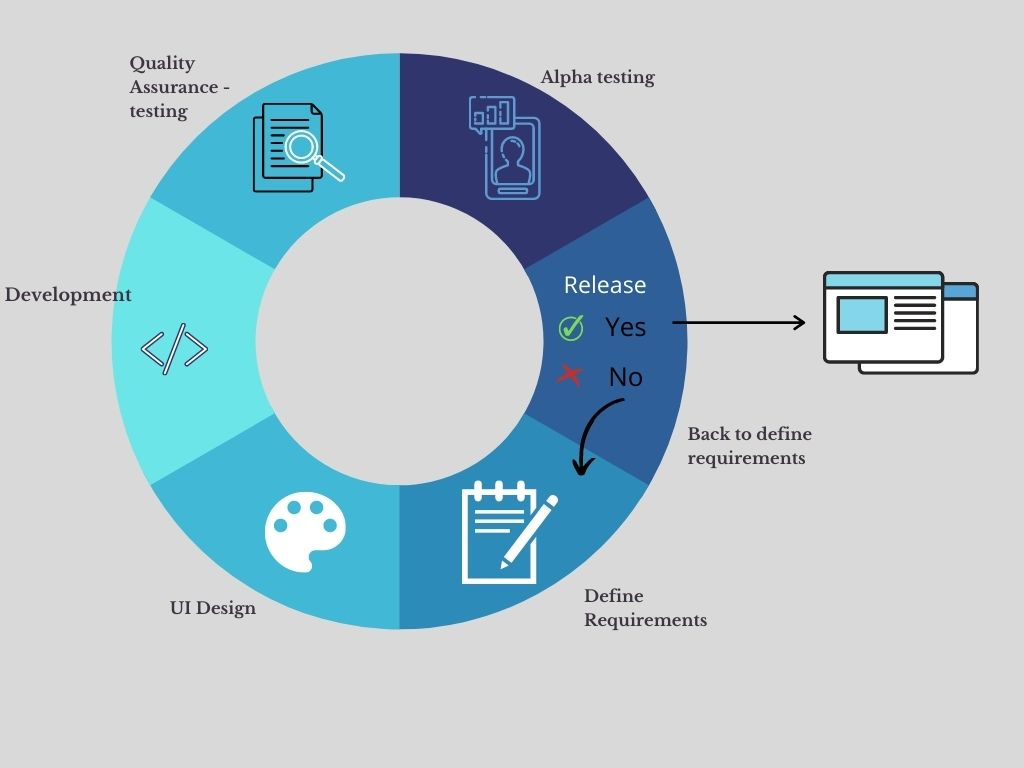 Quality
Assurance -
testing
Alpha testing
Development
Release
Yes
No
Back to define
requirements
UI Design
Define
Requirements